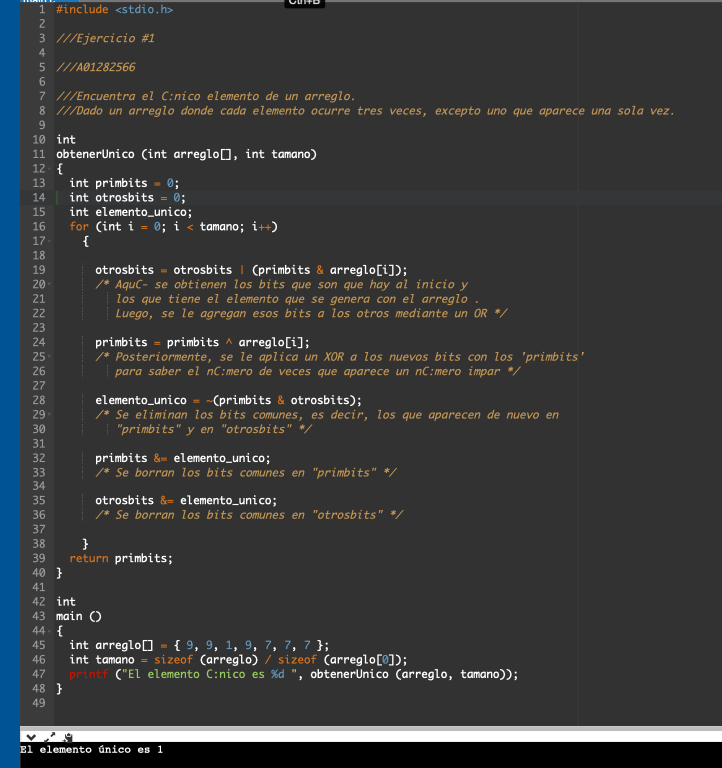 Ctrl+B
1 #include <stdio.h>
2
3 ///Ejercicio #1
4
5 ///A01282566
6
7 ///Encuentra el C:nico elemento de un arreglo.
8 ///Dado un arreglo donde cada elemento ocurre tres veces, excepto uno que aparece una sola vez.
9
10 int
11 obtenerUnico (int arreglo[], int tamano)
12 {
13 int primbits = 0;
14 int otrosbits = 0;
15 int elemento_unico;
16 for (int i = 0; i < tamano; i++)
17 {
18
19 otrosbits = otrosbits | (primbits & arreglo[i]);
20 /* AquC- se obtienen los bits que son que hay al inicio y
21 los que tiene el elemento que se genera con el arreglo .
22 Luego, se le agregan esos bits a los otros mediante un OR */
23
24 primbits = primbits ^ arreglo[i];
25 /* Posteriormente, se le aplica un XOR a los nuevos bits con los 'primbits'
26 para saber el nC:mero de veces que aparece un nC:mero impar */
27
28 elemento_unico = ~(primbits & otrosbits);
29 /* Se eliminan los bits comunes, es decir, los que aparecen de nuevo en
30 "primbits" y en "otrosbits" */
31
32 primbits &= elemento_unico;
33 /* Se borran los bits comunes en "primbits" */
34
35 otrosbits &= elemento_unico;
36 /* Se borran los bits comunes en "otrosbits" */
37
38 }
39 return primbits;
40 }
41
42 int
43 main ()
44 {
45 int arreglo[] = { 9, 9, 1, 9, 7, 7, 7 };
46 int tamano = sizeof (arreglo) / sizeof (arreglo[0]);
47 printf ("El elemento C:nico es %d ", obtenerUnico (arreglo, tamano));
48 }
49
El elemento único es 1